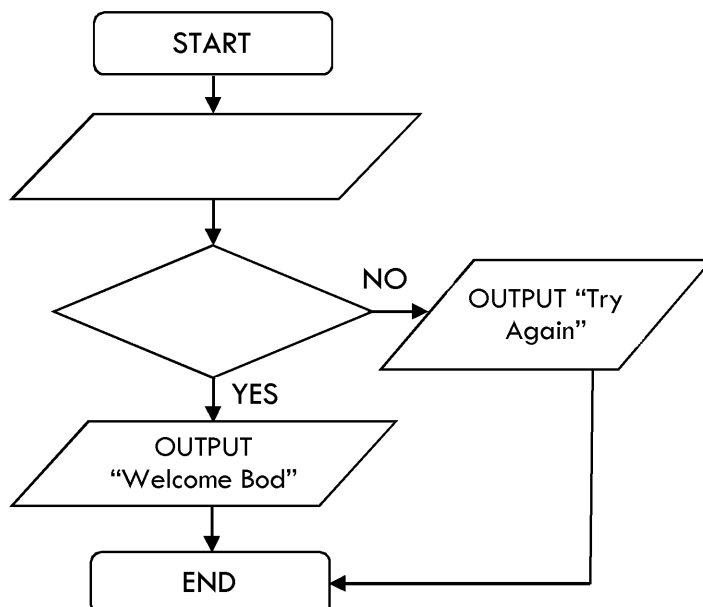 START
NO
OUTPUT “Try
Again”
YES
OUTPUT
“Welcome Bod”
END